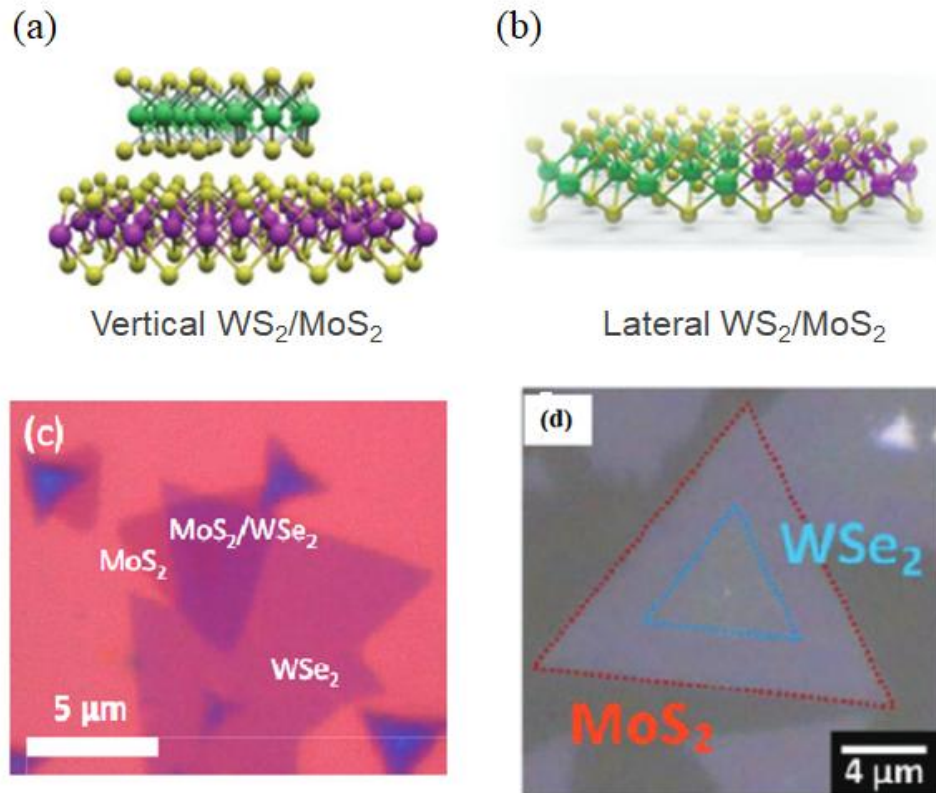 (a)
(b)
Vertical WS₂/MoS₂
Lateral WS₂/MoS₂
(c)
MoS₂/WSe₂
MoS₂
WSe₂
5 μm
(d)
WSe₂
MoS₂
4 μm